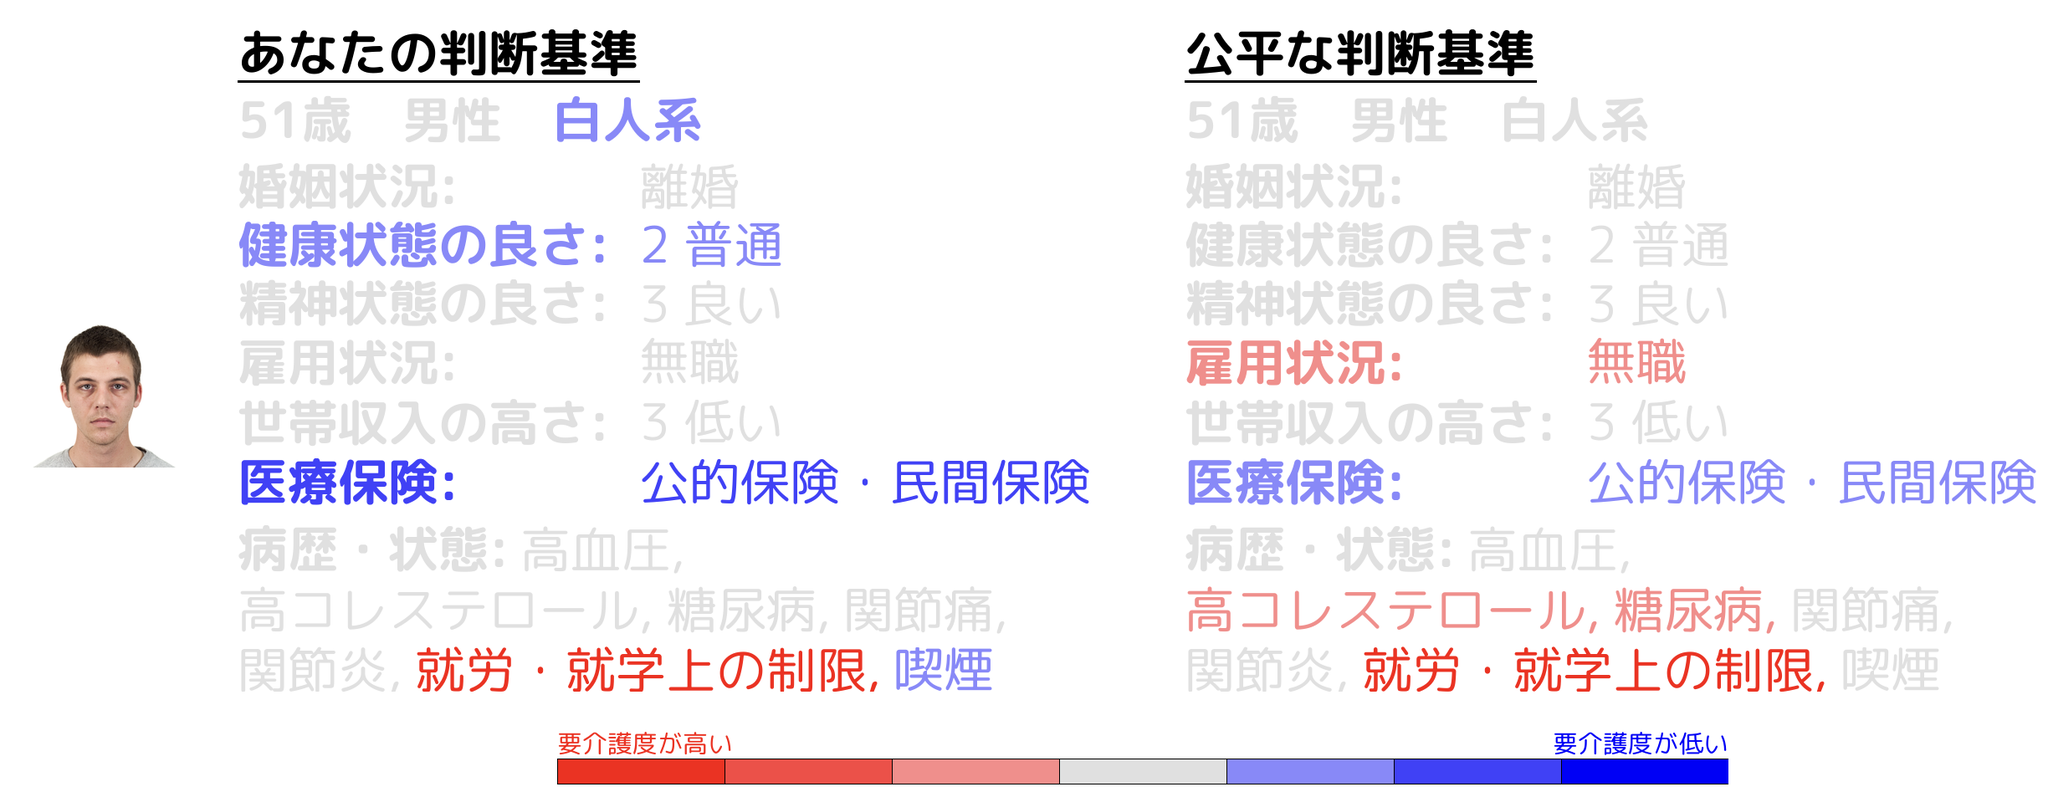 あなたの判断基準
51歳　男性　白人系
婚姻状況: 離婚
健康状態の良さ: 2 普通
精神状態の良さ: 3 良い
雇用状況: 無職
世帯収入の高さ: 3 低い
医療保険: 公的保険・民間保険
病歴・状態: 高血圧,
高コレステロール, 糖尿病, 関節痛,
関節炎, 就労・就学上の制限, 喫煙
公平な判断基準
51歳　男性　白人系
婚姻状況: 離婚
健康状態の良さ: 2 普通
精神状態の良さ: 3 良い
雇用状況: 無職
世帯収入の高さ: 3 低い
医療保険: 公的保険・民間保険
病歴・状態: 高血圧,
高コレステロール, 糖尿病, 関節痛,
関節炎, 就労・就学上の制限, 喫煙
要介護度が高い
要介護度が低い